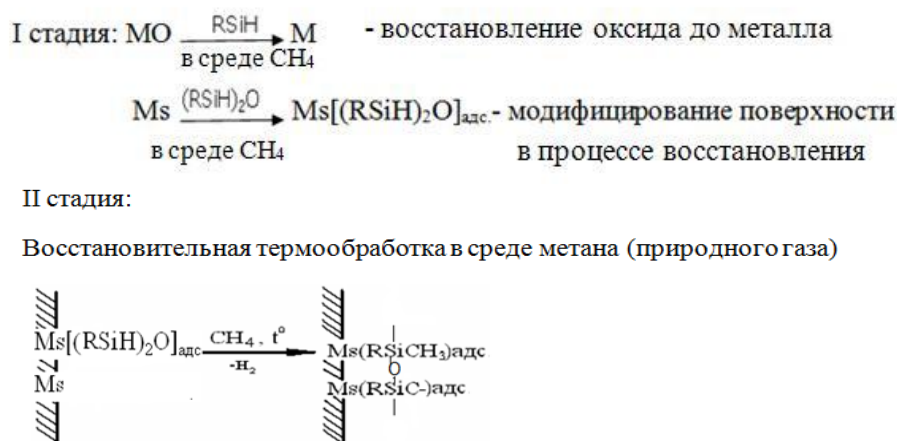 I стадия: MO RSiH M - восстановление оксида до металла
в среде CH4
Ms (RSiH)2O Ms[(RSiH)2O]адс.- модифицирование поверхности
в среде CH4 в процессе восстановления
II стадия:
Восстановительная термообработка в среде метана (природного газа)
Ms[(RSiH)2O]адс CH4, t° Ms(RSiCH3)адс
-H2 O
Ms Ms(RSiC-)адс